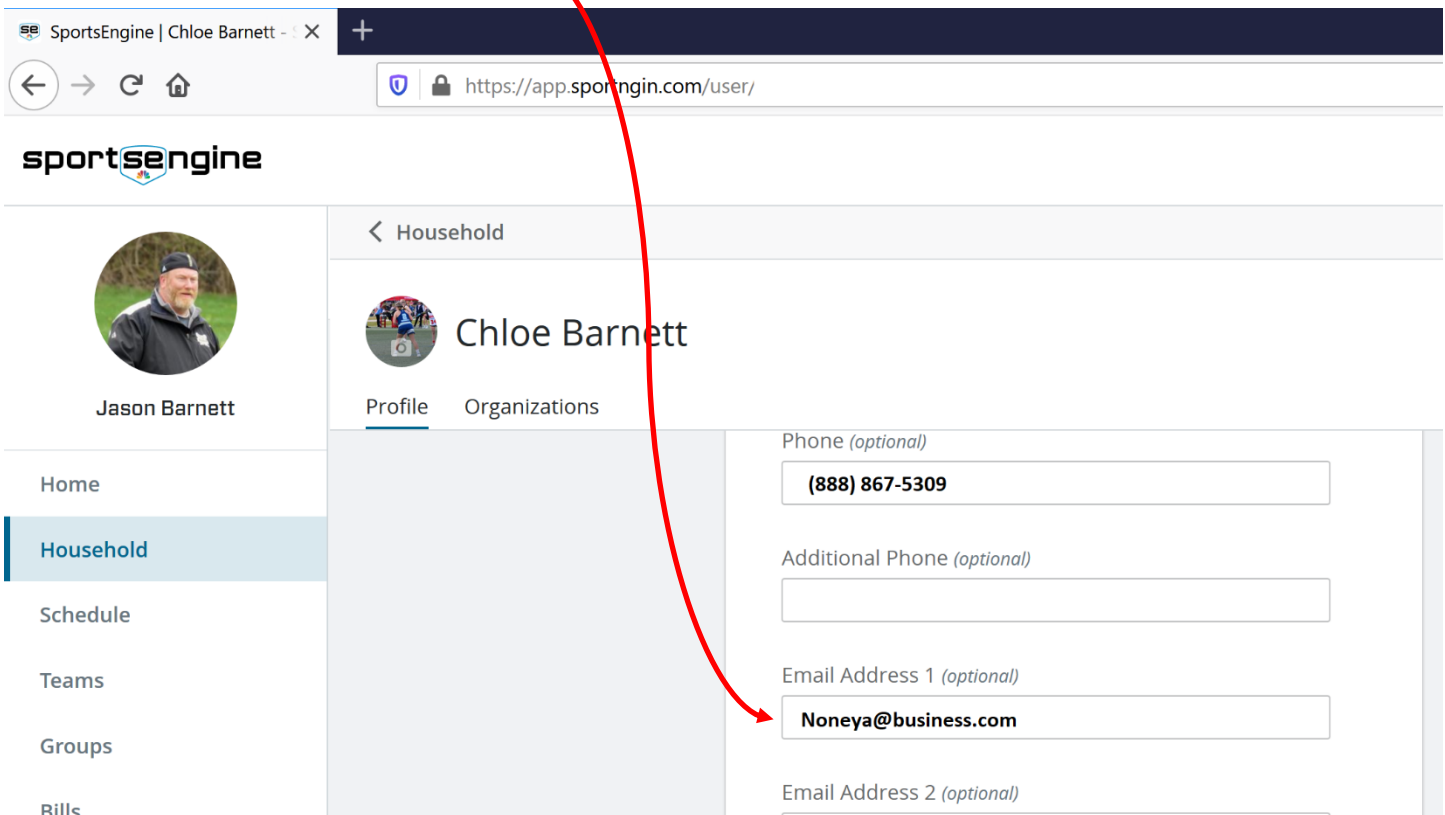 SportsEngine | Chloe Barnett -
https://app.sportngin.com/user/
sportsengine
Household
Chloe Barnett
Jason Barnett
Profile Organizations
Phone (optional)
(888) 867-5309
Home
Household
Additional Phone (optional)
Schedule
Teams
Email Address 1 (optional)
Noneya@business.com
Groups
Email Address 2 (optional)
Bills